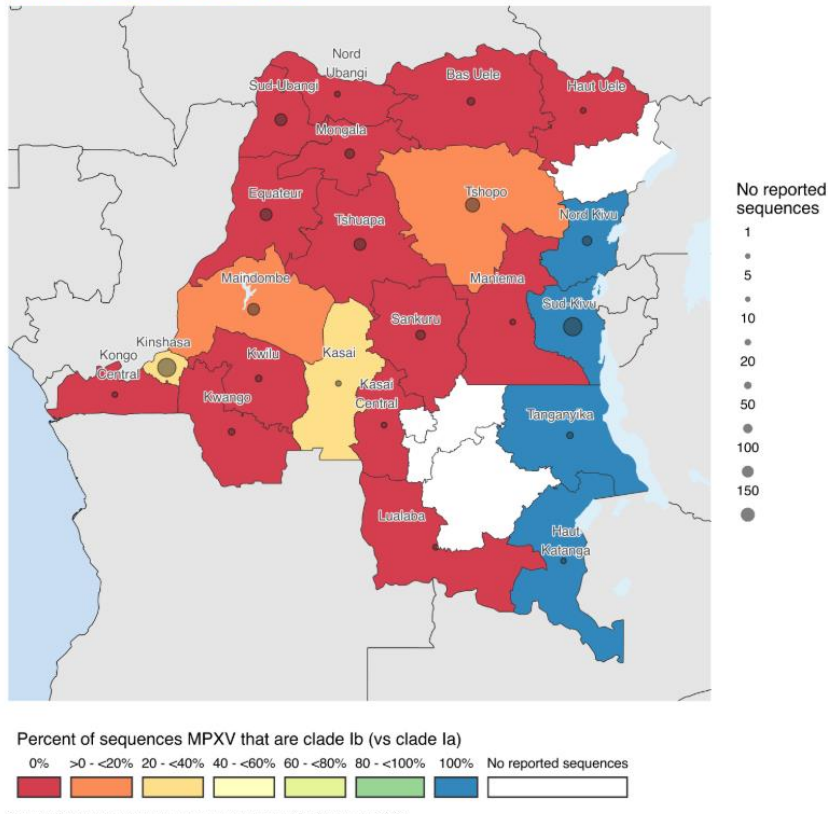 Nord
Ubangi
Sud-Ubangi
Bas Uele
Haut Uele
Mongala
Equateur
Tshuapa
Tshopo
Nord Kivu
Maindombe
Maniema
Sud-Kivu
Sankuru
Kinshasa
Kongo
Central
Kwilu
Kasai
Kwango
Kasai
Central
Tanganyika
Lualaba
Haut
Katanga
No reported
sequences
1
5
10
20
50
100
150
Percent of sequences MPXV that are clade Ib (vs clade Ia)
0% >0 - <20% 20 - <40% 40 - <60% 60 - <80% 80 - <100% 100% No reported sequences